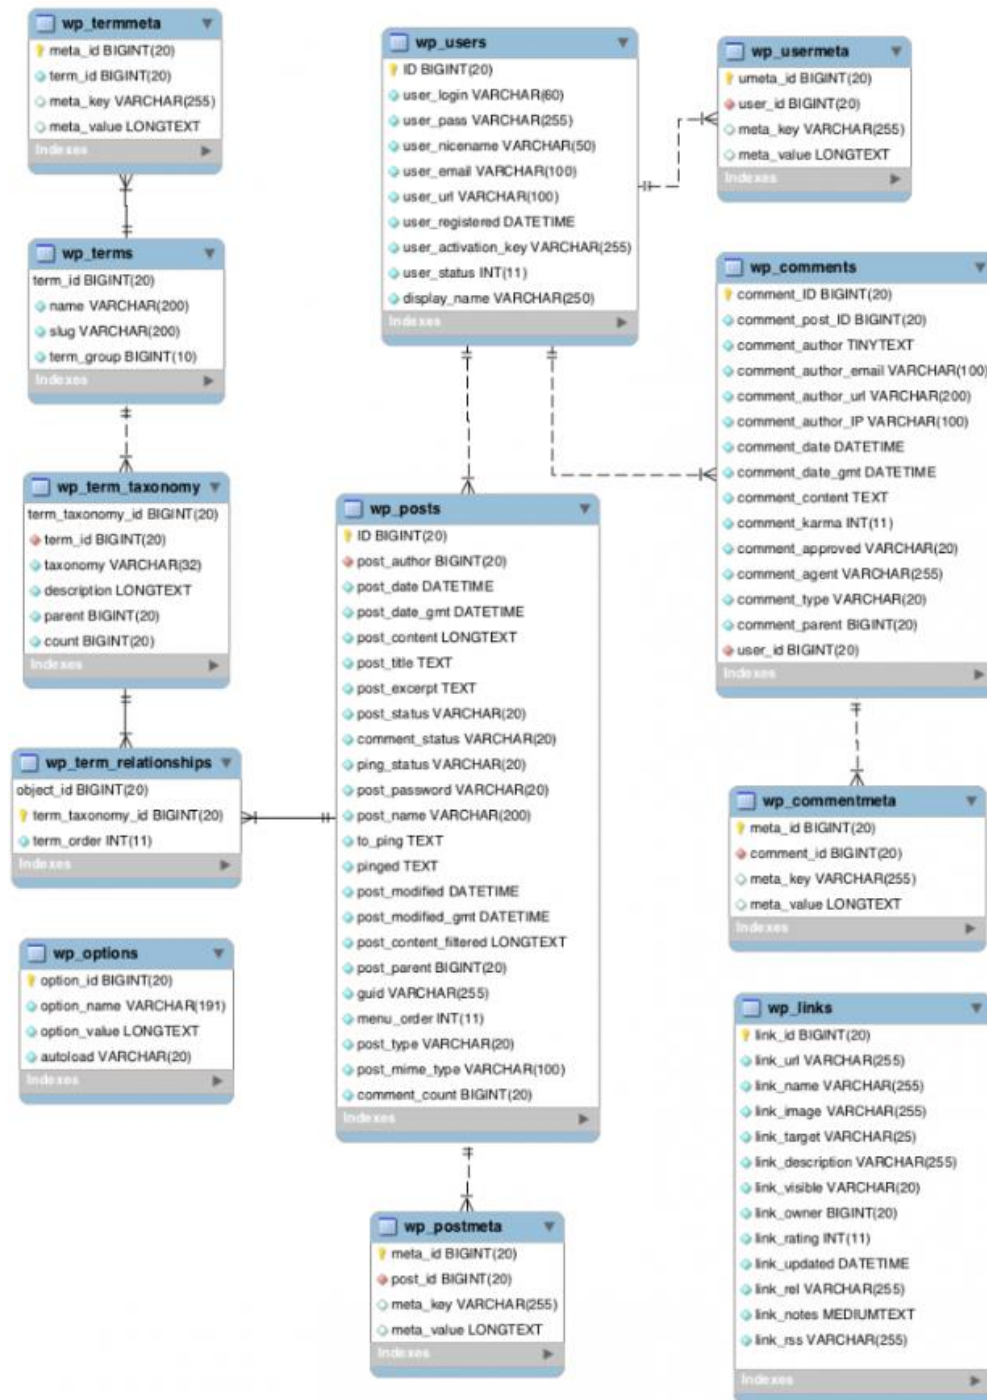 wp_termmeta
meta_id BIGINT(20)
term_id BIGINT(20)
meta_key VARCHAR(255)
meta_value LONGTEXT
Indexes
wp_terms
term_id BIGINT(20)
name VARCHAR(200)
slug VARCHAR(200)
term_group BIGINT(10)
Indexes
wp_term_taxonomy
term_taxonomy_id BIGINT(20)
term_id BIGINT(20)
taxonomy VARCHAR(32)
description LONGTEXT
parent BIGINT(20)
count BIGINT(20)
Indexes
wp_term_relationships
object_id BIGINT(20)
term_taxonomy_id BIGINT(20)
term_order INT(11)
Indexes
wp_options
option_id BIGINT(20)
option_name VARCHAR(191)
option_value LONGTEXT
autoload VARCHAR(20)
Indexes
wp_users
ID BIGINT(20)
user_login VARCHAR(60)
user_pass VARCHAR(255)
user_nicename VARCHAR(50)
user_email VARCHAR(100)
user_url VARCHAR(100)
user_registered DATETIME
user_activation_key VARCHAR(255)
user_status INT(11)
display_name VARCHAR(250)
Indexes
wp_posts
ID BIGINT(20)
post_author BIGINT(20)
post_date DATETIME
post_date_gmt DATETIME
post_content LONGTEXT
post_title TEXT
post_excerpt TEXT
post_status VARCHAR(20)
comment_status VARCHAR(20)
ping_status VARCHAR(20)
post_password VARCHAR(20)
post_name VARCHAR(200)
to_ping TEXT
pinged TEXT
post_modified DATETIME
post_modified_gmt DATETIME
post_content_filtered LONGTEXT
post_parent BIGINT(20)
guid VARCHAR(255)
menu_order INT(11)
post_type VARCHAR(20)
post_mime_type VARCHAR(100)
comment_count BIGINT(20)
Indexes
wp_postmeta
meta_id BIGINT(20)
post_id BIGINT(20)
meta_key VARCHAR(255)
meta_value LONGTEXT
Indexes
wp_usermeta
umeta_id BIGINT(20)
user_id BIGINT(20)
meta_key VARCHAR(255)
meta_value LONGTEXT
Indexes
wp_comments
comment_ID BIGINT(20)
comment_post_ID BIGINT(20)
comment_author TINYTEXT
comment_author_email VARCHAR(100)
comment_author_url VARCHAR(200)
comment_author_IP VARCHAR(100)
comment_date DATETIME
comment_date_gmt DATETIME
comment_content TEXT
comment_karma INT(11)
comment_approved VARCHAR(20)
comment_agent VARCHAR(255)
comment_type VARCHAR(20)
comment_parent BIGINT(20)
user_id BIGINT(20)
Indexes
wp_commentmeta
meta_id BIGINT(20)
comment_id BIGINT(20)
meta_key VARCHAR(255)
meta_value LONGTEXT
Indexes
wp_links
link_id BIGINT(20)
link_url VARCHAR(255)
link_name VARCHAR(255)
link_image VARCHAR(255)
link_target VARCHAR(25)
link_description VARCHAR(255)
link_visible VARCHAR(20)
link_owner BIGINT(20)
link_rating INT(11)
link_updated DATETIME
link_rel VARCHAR(255)
link_notes MEDIUMTEXT
link_rss VARCHAR(255)
Indexes